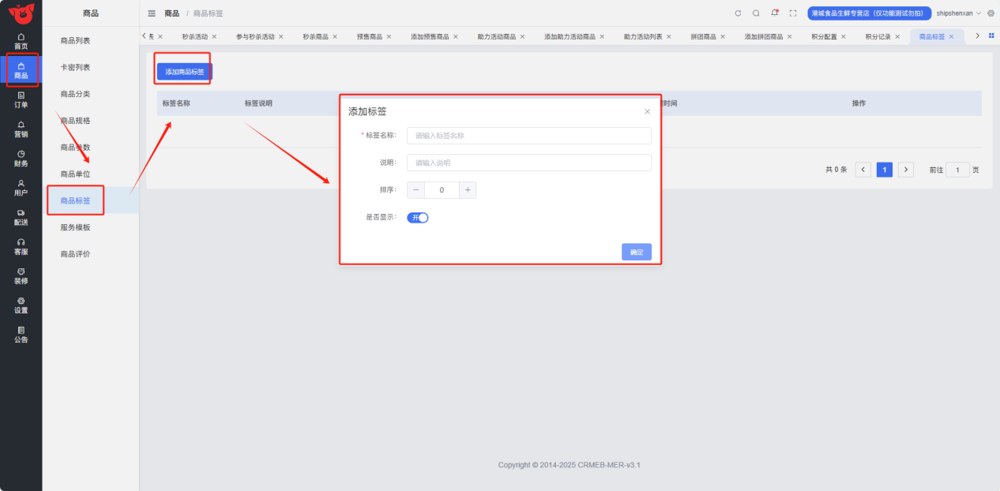 商品
商品 / 商品标签
港城食品生鲜专营店（仅功能测试勿拍）
shipshenxan
秒杀活动
参与秒杀活动
秒杀商品
预售商品
添加预售商品
助力活动商品
添加助力活动商品
助力活动列表
拼团商品
添加拼团商品
积分配置
积分记录
商品标签
首页
商品
订单
营销
财务
用户
配送
客服
装修
设置
公告
商品列表
卡密列表
商品分类
商品规格
商品参数
商品单位
商品标签
服务模板
商品评价
添加商品标签
标签名称 标签说明 时间 操作
共 0 条 1 前往 1 页
添加标签
* 标签名称： 请输入标签名称
说明： 请输入说明
排序： − 0 +
是否显示： 开
确定
Copyright © 2014-2025 CRMEB-MER-v3.1